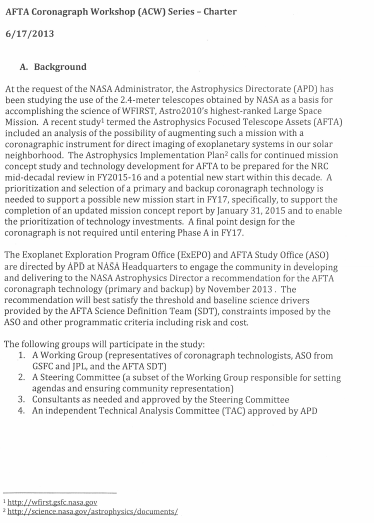 AFTA Coronagraph Workshop (ACW) Series – Charter
6/17/2013
A. Background
At the request of the NASA Administrator, the Astrophysics Directorate (APD) has
been studying the use of the 2.4-meter telescopes obtained by NASA as a basis for
accomplishing the science of WFIRST, Astro2010's highest-ranked Large Space
Mission. A recent study¹ termed the Astrophysics Focused Telescope Assets (AFTA)
included an analysis of the possibility of augmenting such a mission with a
coronagraphic instrument for direct imaging of exoplanetary systems in our solar
neighborhood. The Astrophysics Implementation Plan² calls for continued mission
concept study and technology development for AFTA to be prepared for the NRC
mid-decadal review in FY2015-16 and a potential new start within this decade. A
prioritization and selection of a primary and backup coronagraph technology is
needed to support a possible new mission start in FY17, specifically, to support the
completion of an updated mission concept report by January 31, 2015 and to enable
the prioritization of technology investments. A final point design for the
coronagraph is not required until entering Phase A in FY17.
The Exoplanet Exploration Program Office (ExEPO) and AFTA Study Office (ASO)
are directed by APD at NASA Headquarters to engage the community in developing
and delivering to the NASA Astrophysics Director a recommendation for the AFTA
coronagraph technology (primary and backup) by November 2013. The
recommendation will best satisfy the threshold and baseline science drivers
provided by the AFTA Science Definition Team (SDT), constraints imposed by the
ASO and other programmatic criteria including risk and cost.
The following groups will participate in the study:
1. A Working Group (representatives of coronagraph technologists, ASO from
GSFC and JPL, and the AFTA SDT)
2. A Steering Committee (a subset of the Working Group responsible for setting
agendas and ensuring community representation)
3. Consultants as needed and approved by the Steering Committee
4. An independent Technical Analysis Committee (TAC) approved by APD
¹ http://wfirst.gsfc.nasa.gov
² http://science.nasa.gov/astrophysics/documents/